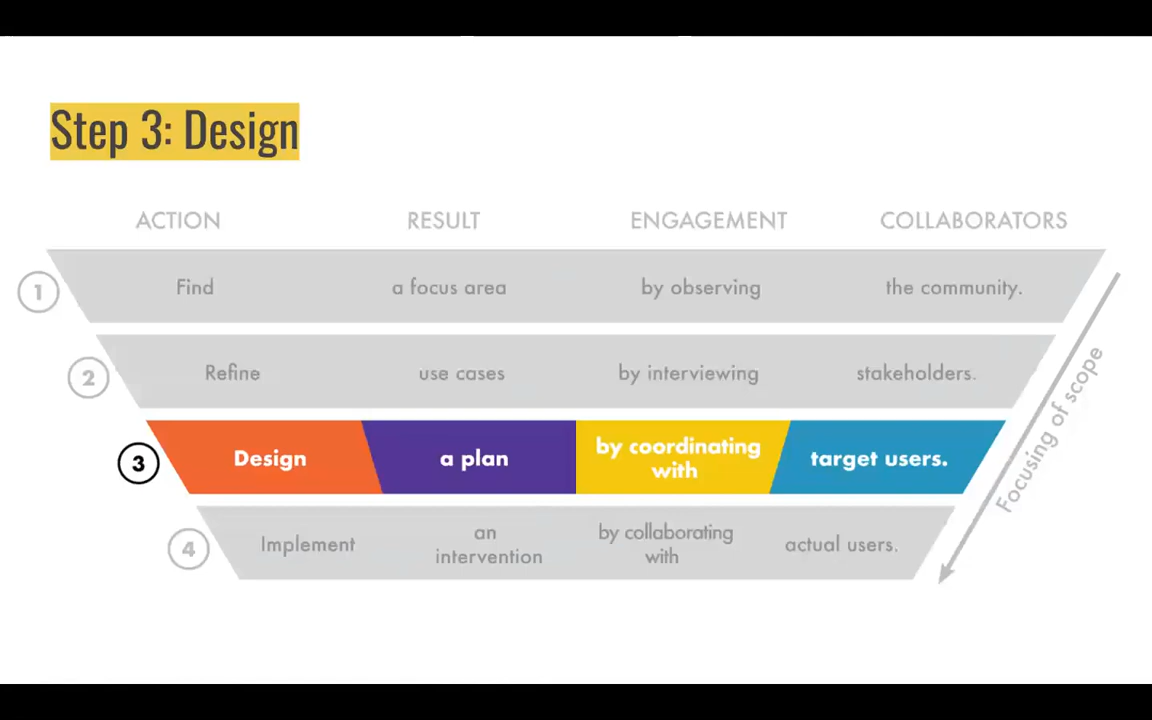 Step 3: Design
ACTION RESULT ENGAGEMENT COLLABORATORS
1 Find a focus area by observing the community.
2 Refine use cases by interviewing stakeholders.
3 Design a plan by coordinating with target users.
4 Implement an intervention by collaborating with actual users.
Focusing of scope